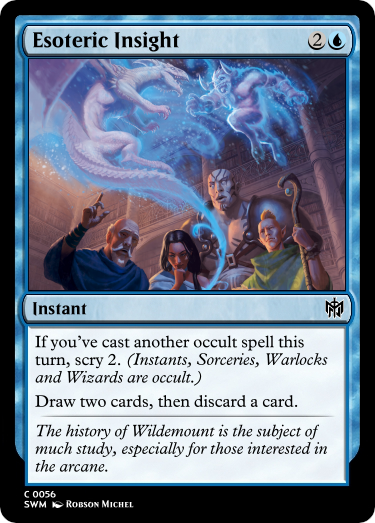 Esoteric Insight 2
Instant
If you've cast another occult spell this
turn, scry 2. (Instants, Sorceries, Warlocks
and Wizards are occult.)
Draw two cards, then discard a card.
The history of Wildemount is the subject of
much study, especially for those interested in
the arcane.
C 0056
SWM Robson Michel